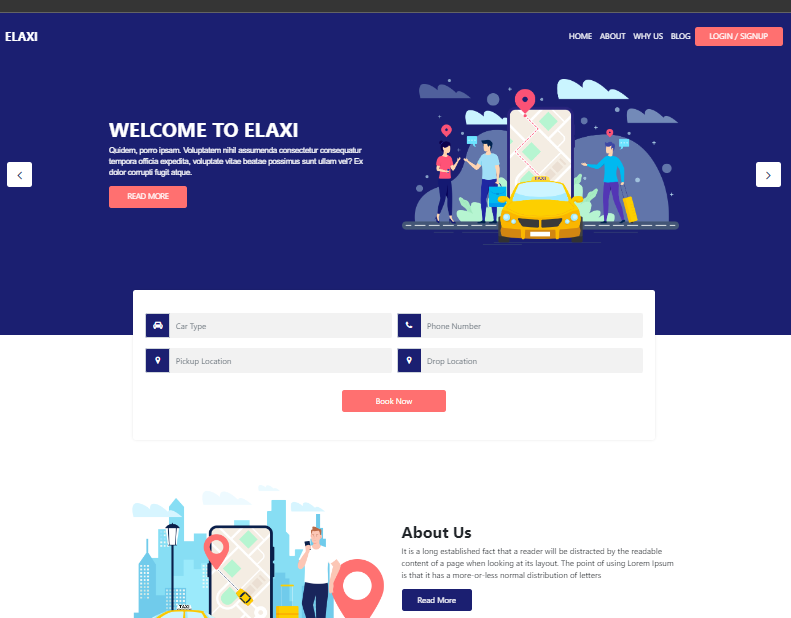 ELAXI
HOME ABOUT WHY US BLOG LOGIN / SIGNUP
WELCOME TO ELAXI
Quidem, porro ipsam. Voluptatem nihil assumenda consectetur consequatur
tempora officia expedita, voluptate vitae beatae possimus sunt ullam vel? Ex
dolor corrupti fugit atque.
READ MORE
TAXI
Car Type
Phone Number
Pickup Location
Drop Location
Book Now
About Us
It is a long established fact that a reader will be distracted by the readable
content of a page when looking at its layout. The point of using Lorem Ipsum
is that it has a more-or-less normal distribution of letters
Read More
TAXI